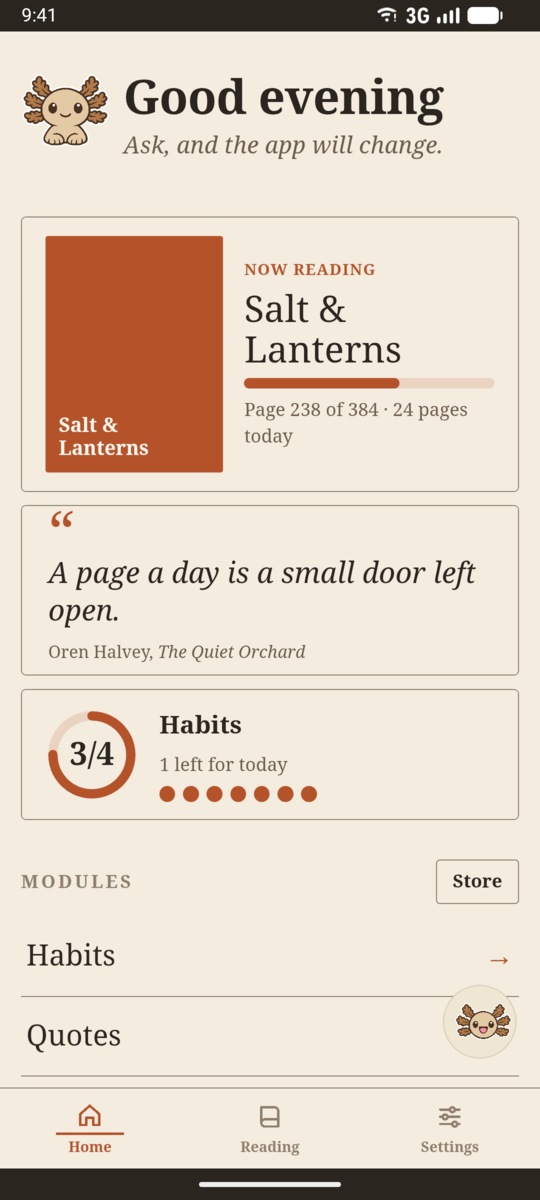 9:41
3G
Good evening
Ask, and the app will change.
Salt &
Lanterns
NOW READING
Salt &
Lanterns
Page 238 of 384 · 24 pages
today
“
A page a day is a small door left
open.
Oren Halvey, The Quiet Orchard
3/4
Habits
1 left for today
MODULES
Store
Habits
→
Quotes
Home
Reading
Settings